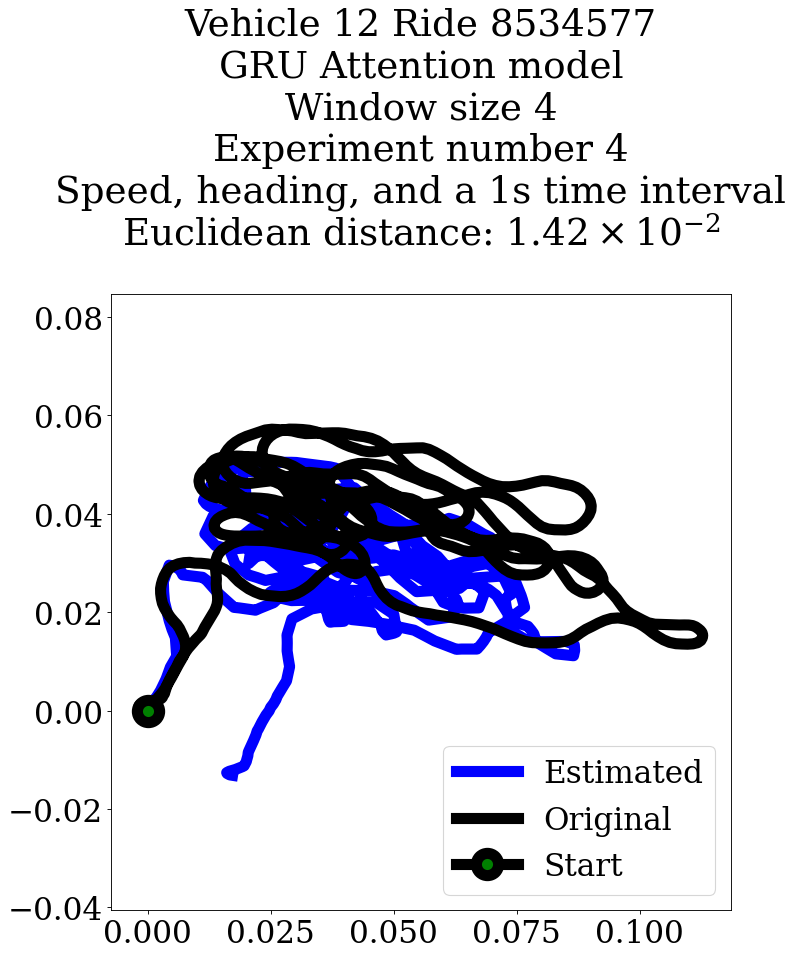 Vehicle 12 Ride 8534577
GRU Attention model
Window size 4
Experiment number 4
Speed, heading, and a 1s time interval
Euclidean distance: 1.42 × 10⁻²
0.08
0.06
0.04
0.02
0.00
−0.02
−0.04
Estimated
Original
Start
0.000 0.025 0.050 0.075 0.100